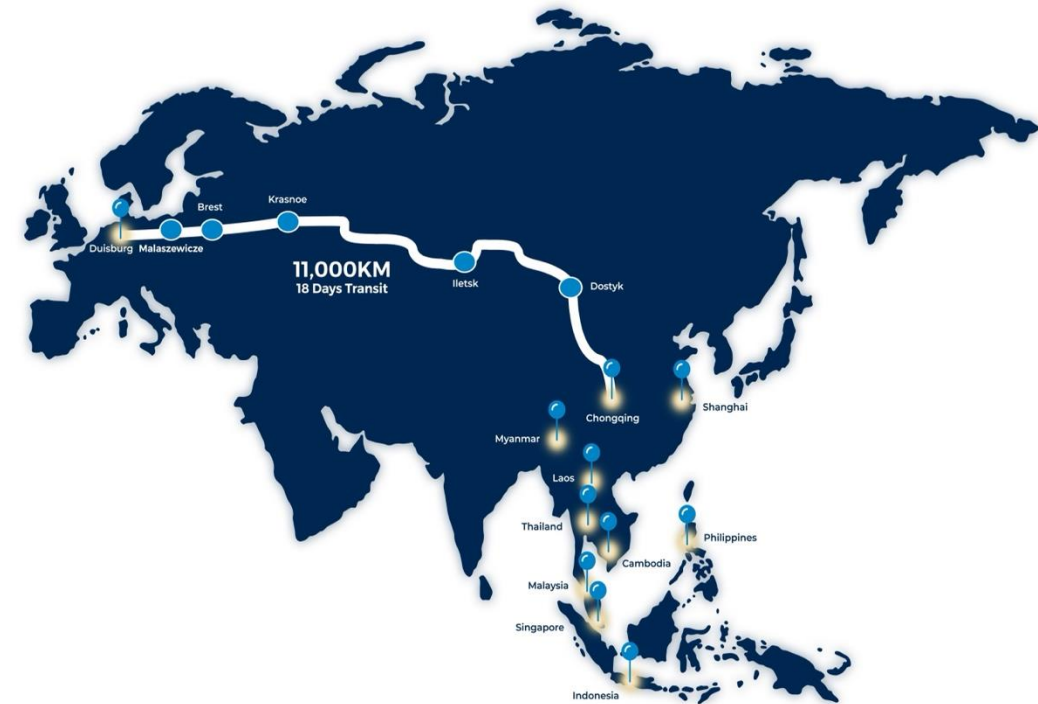 Krasnoe
Brest
Duisburg
Malaszewicze
11,000KM
18 Days Transit
Iletsk
Dostyk
Chongqing
Shanghai
Myanmar
Laos
Thailand
Philippines
Cambodia
Malaysia
Singapore
Indonesia